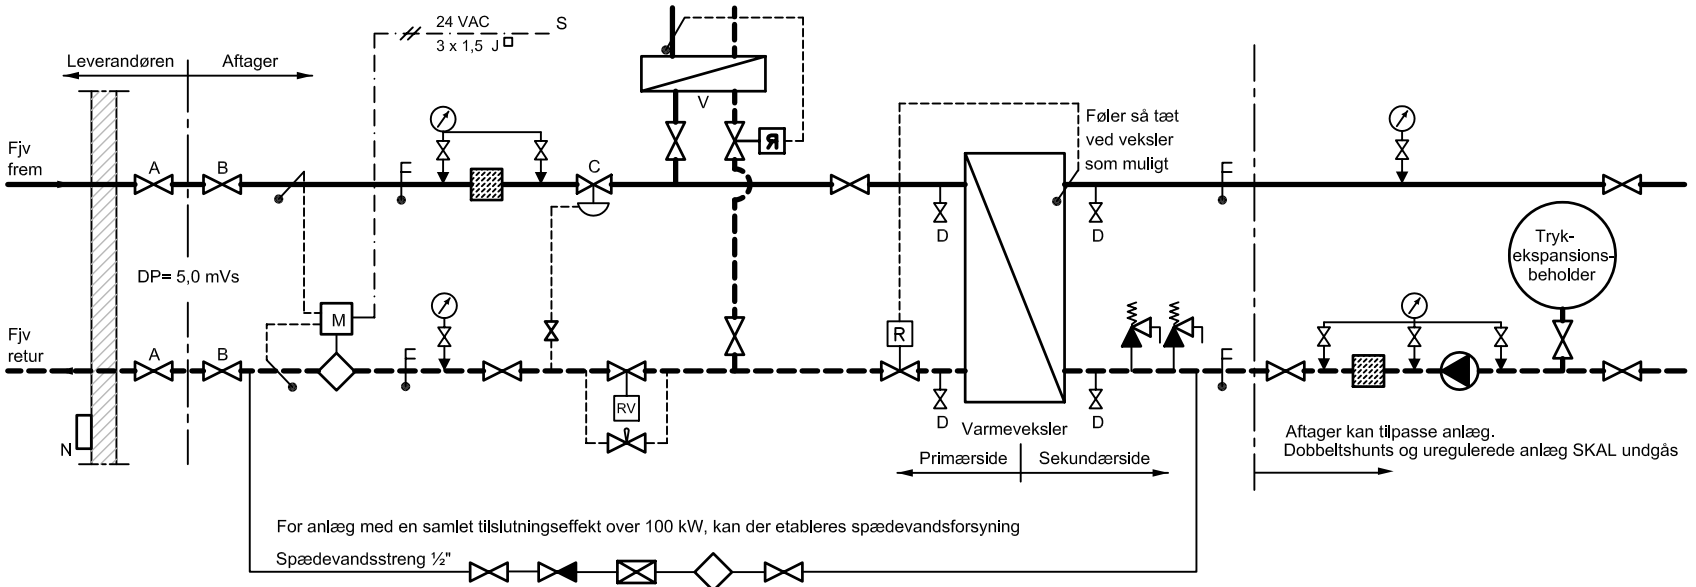 24 VAC
S
3 x 1,5 J
Leverandøren
Aftager
V
R
Føler så tæt
ved veksler
som muligt
Fjv
frem
A
B
C
F
F
D
D
DP= 5,0 mVs
Tryk-
ekspansions-
beholder
M
R
Fjv
retur
A
B
F
F
RV
D
D
N
Varmeveksler
Primærside
Sekundærside
Aftager kan tilpasse anlæg.
Dobbeltshunts og uregulerede anlæg SKAL undgås
For anlæg med en samlet tilslutningseffekt over 100 kW, kan der etableres spædevandsforsyning
Spædevandsstreng ½"